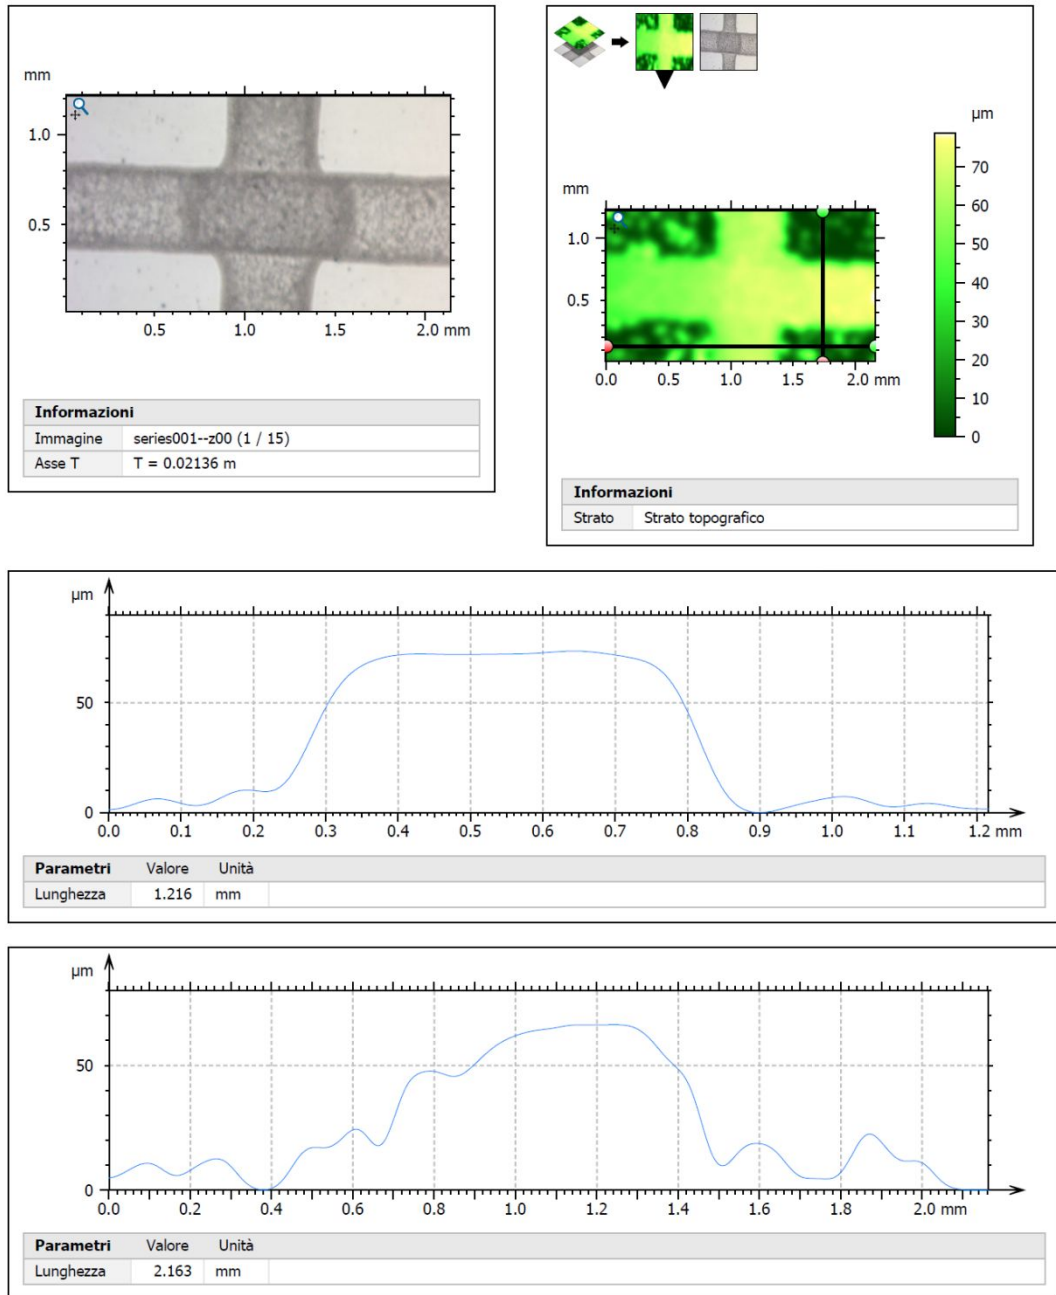 mm
1.0
0.5
0.5 1.0 1.5 2.0 mm
Informazioni
Immagine series001--z00 (1 / 15)
Asse T T = 0.02136 m
µm
70
60
50
40
30
20
10
0
mm
1.0
0.5
0.0 0.5 1.0 1.5 2.0 mm
Informazioni
Strato Strato topografico
µm
50
0
0.0 0.1 0.2 0.3 0.4 0.5 0.6 0.7 0.8 0.9 1.0 1.1 1.2 mm
Parametri Valore Unità
Lunghezza 1.216 mm
µm
50
0
0.0 0.2 0.4 0.6 0.8 1.0 1.2 1.4 1.6 1.8 2.0 mm
Parametri Valore Unità
Lunghezza 2.163 mm